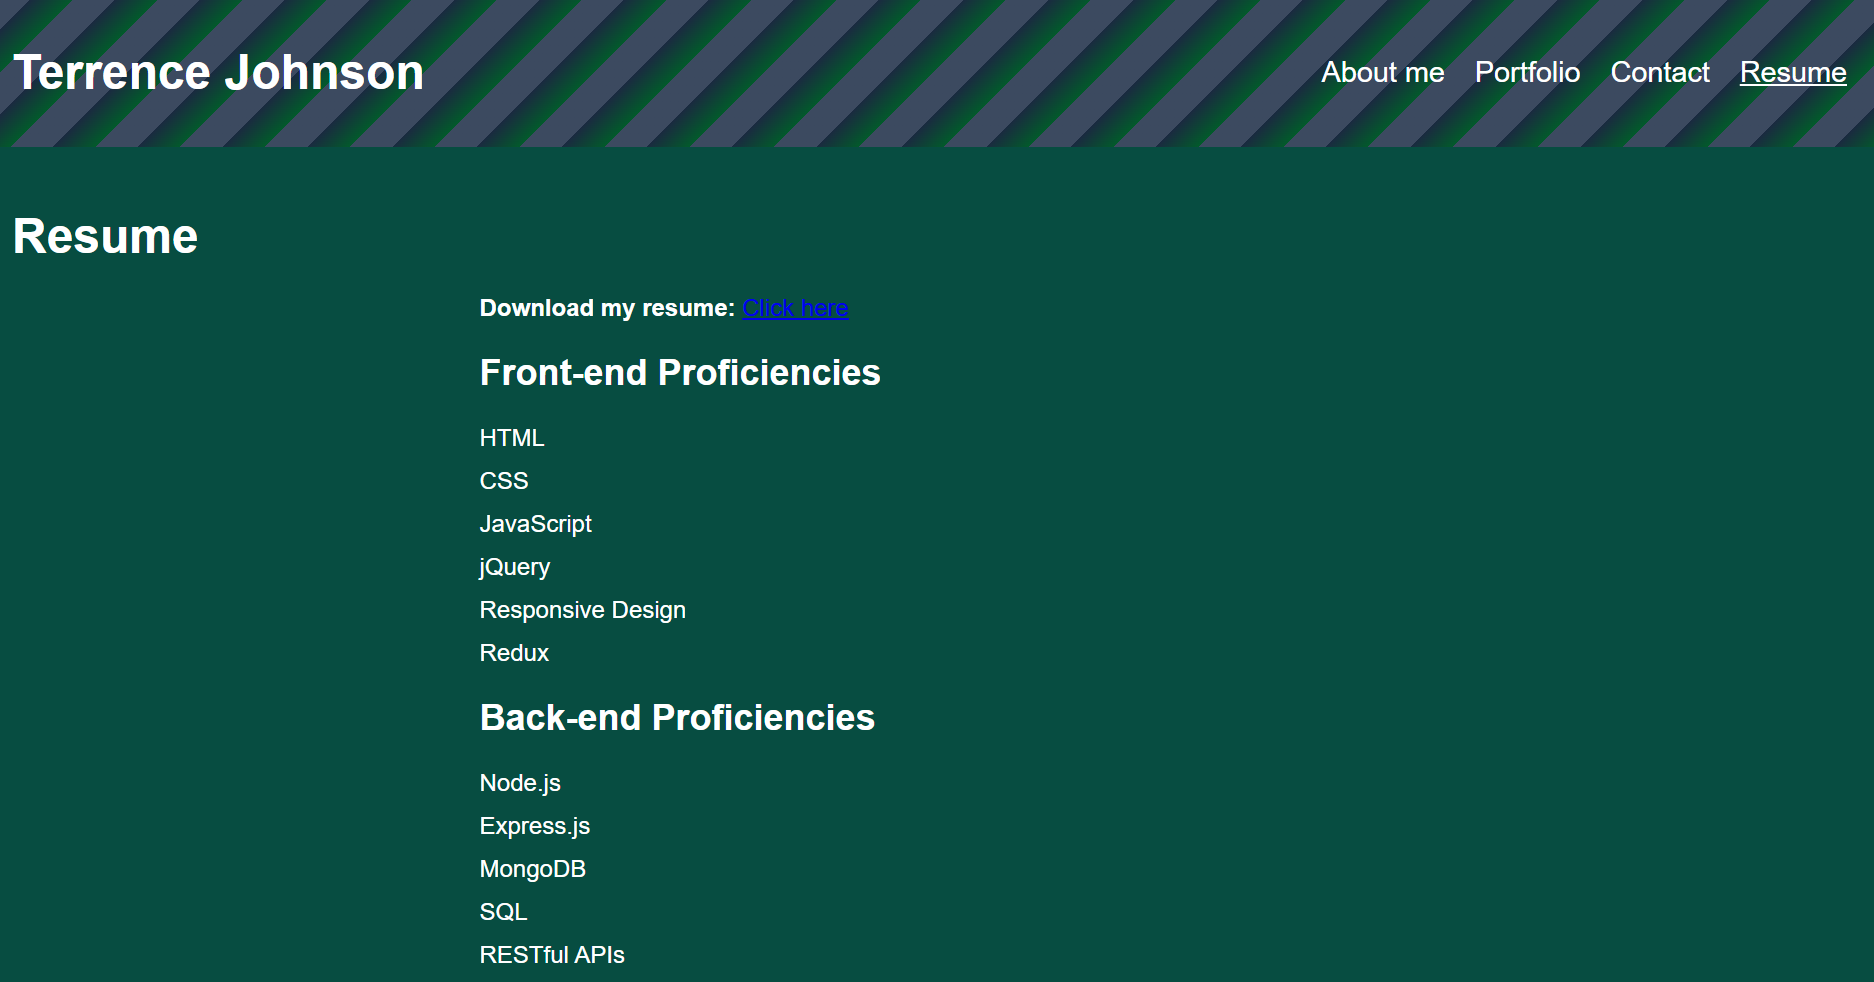 Terrence Johnson
About me Portfolio Contact Resume
Resume
Download my resume: Click here
Front-end Proficiencies
HTML
CSS
JavaScript
jQuery
Responsive Design
Redux
Back-end Proficiencies
Node.js
Express.js
MongoDB
SQL
RESTful APIs